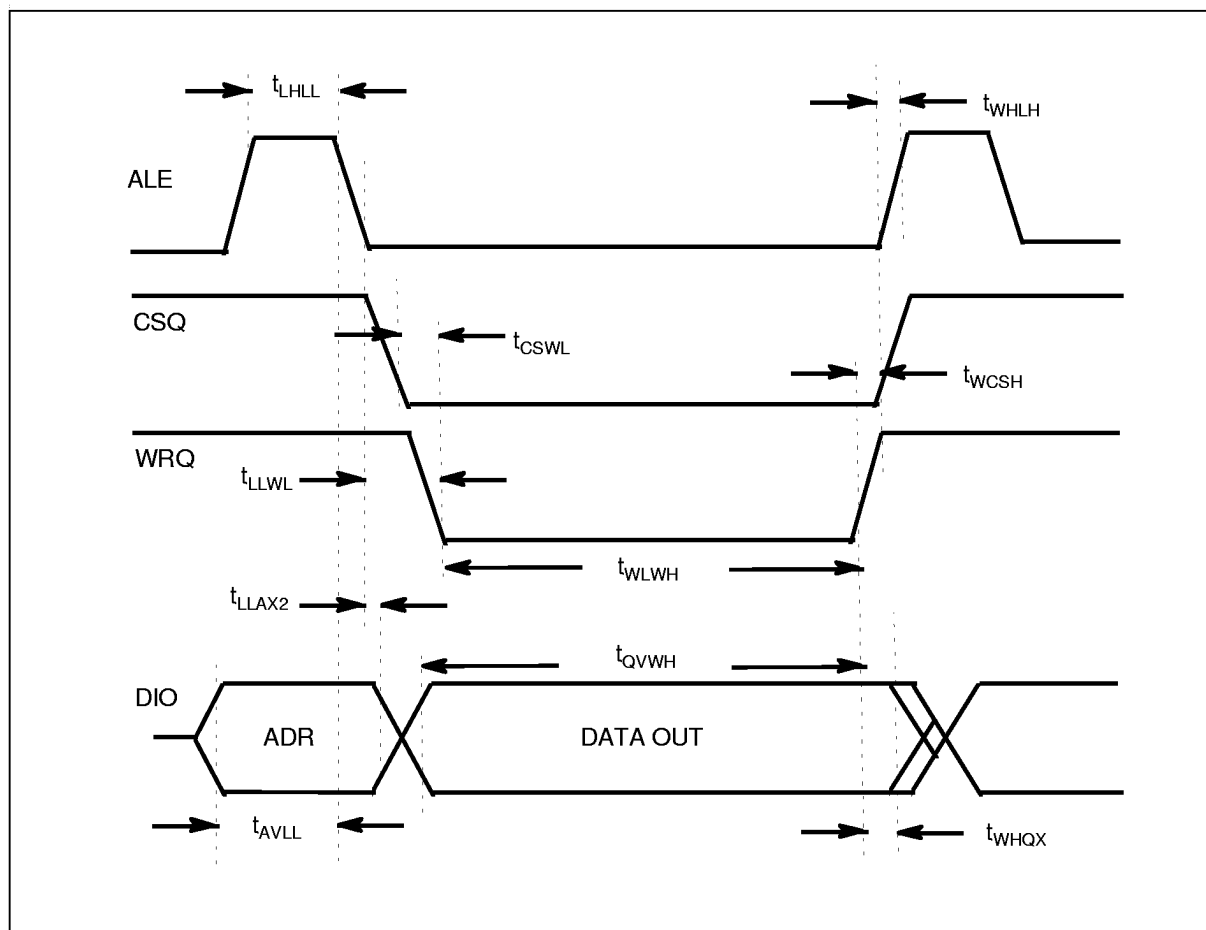 tLHLL
tWHLH
ALE
CSQ
tCSWL
tWCSH
WRQ
tLLWL
tWLWH
tLLAX2
tQVWH
DIO
ADR
DATA OUT
tAVLL
tWHQX